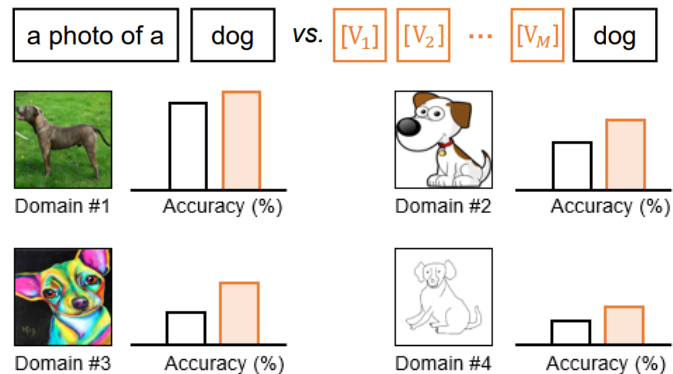 a photo of a dog vs. [V₁] [V₂] ··· [V_M] dog
Domain #1 Accuracy (%) Domain #2 Accuracy (%)
Domain #3 Accuracy (%) Domain #4 Accuracy (%)